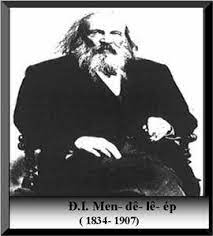 Đ.I. Men- đê- lê- ép
( 1834- 1907)